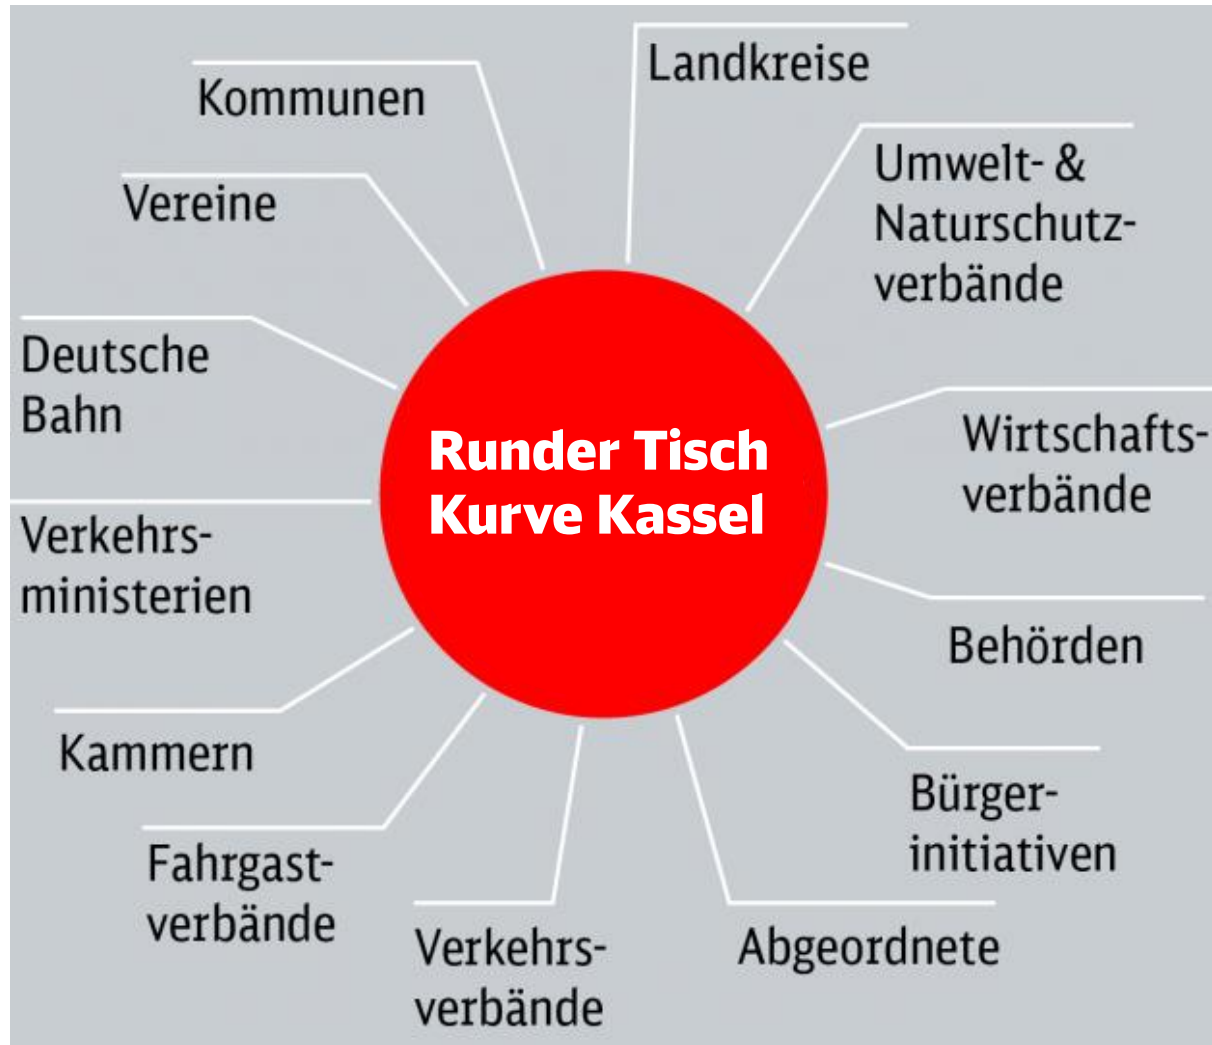 Landkreise
Kommunen
Umwelt- &
Naturschutz-
verbände
Vereine
Deutsche
Bahn
Wirtschafts-
verbände
Runder Tisch
Kurve Kassel
Verkehrs-
ministerien
Behörden
Kammern
Bürger-
initiativen
Fahrgast-
verbände
Verkehrs-
verbände
Abgeordnete